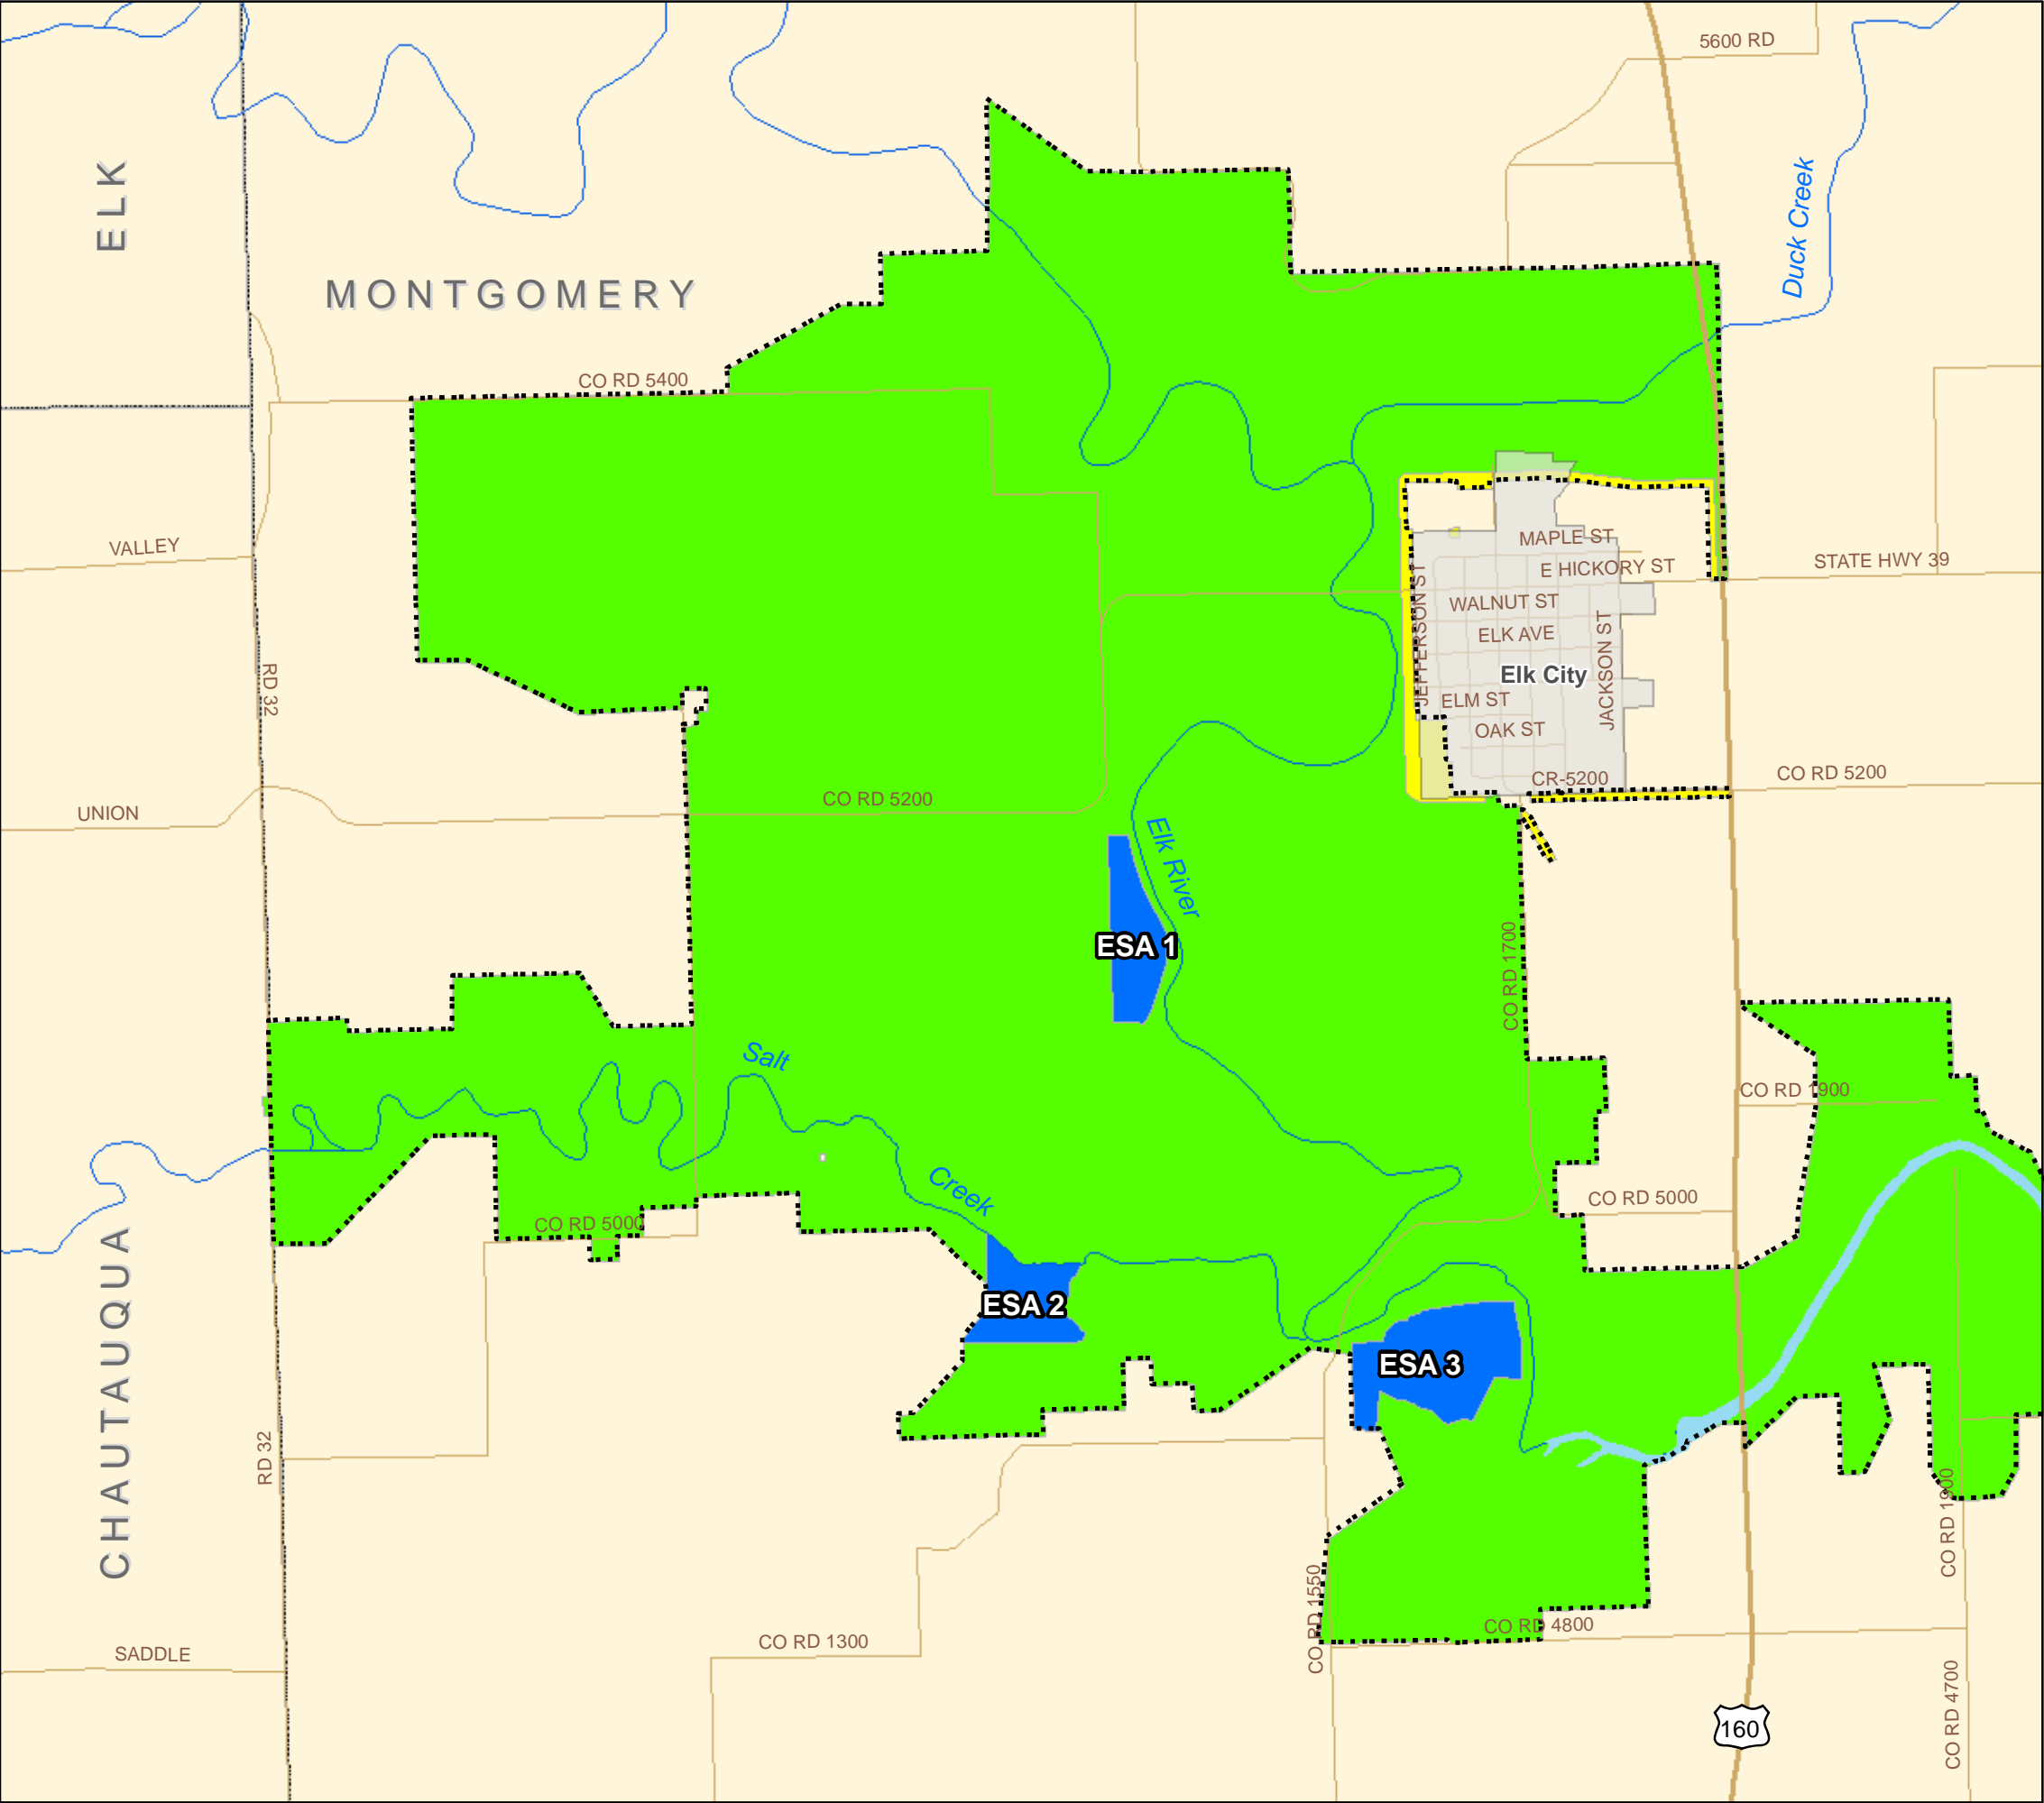 5600 RD
ELK
Duck Creek
MONTGOMERY
CO RD 5400
VALLEY
MAPLE ST
STATE HWY 39
E HICKORY ST
JEFFERSON ST
WALNUT ST
ELK AVE
JACKSON ST
RD 32
Elk City
ELM ST
OAK ST
CR-5200
CO RD 5200
CO RD 5200
UNION
Elk River
ESA 1
CO RD 1700
Salt
CO RD 1900
Creek
CO RD 5000
CO RD 5000
CHAUTAUQUA
ESA 2
ESA 3
RD 32
CO RD 1900
CO RD 1550
CO RD 4800
CO RD 1300
SADDLE
CO RD 4700
160